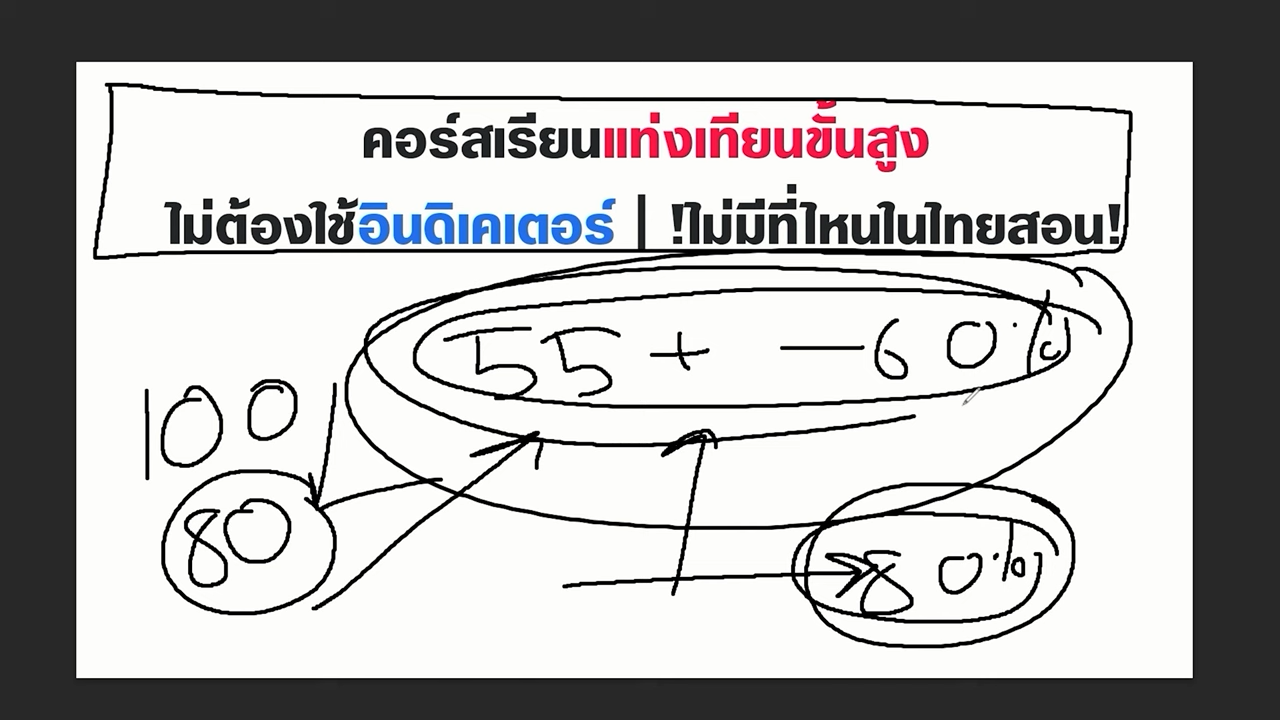 คอร์สเรียนแท่งเทียนขั้นสูง
ไม่ต้องใช้อินดิเคเตอร์ | !ไม่มีที่ไหนในไทยสอน!
55 + - 60%
100
80
80%